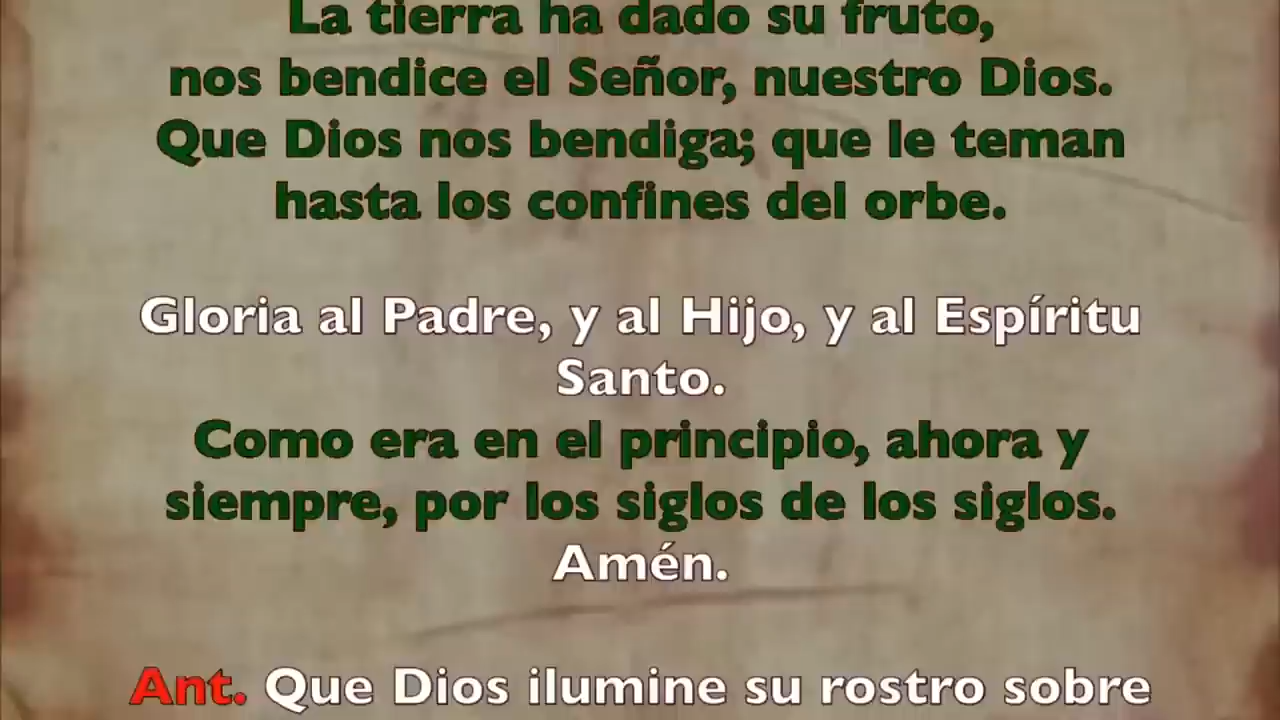 La tierra ha dado su fruto,
nos bendice el Señor, nuestro Dios.
Que Dios nos bendiga; que le teman
hasta los confines del orbe.
Gloria al Padre, y al Hijo, y al Espíritu
Santo.
Como era en el principio, ahora y
siempre, por los siglos de los siglos.
Amén.
Ant. Que Dios ilumine su rostro sobre